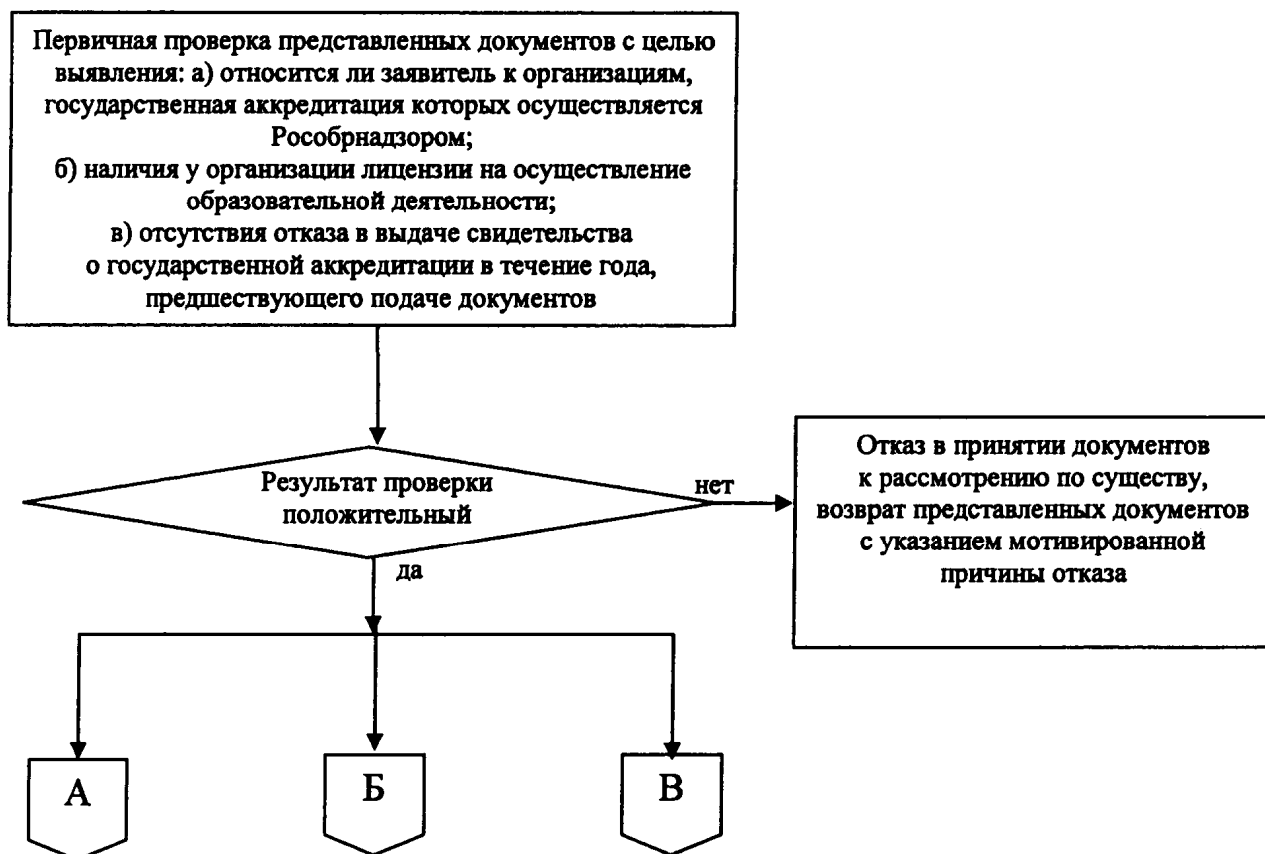 Первичная проверка представленных документов с целью
выявления: а) относится ли заявитель к организациям,
государственная аккредитация которых осуществляется
Рособрнадзором;
б) наличия у организации лицензии на осуществление
образовательной деятельности;
в) отсутствия отказа в выдаче свидетельства
о государственной аккредитации в течение года,
предшествующего подаче документов
Результат проверки
положительный
нет
Отказ в принятии документов
к рассмотрению по существу,
возврат представленных документов
с указанием мотивированной
причины отказа
да
А
Б
В